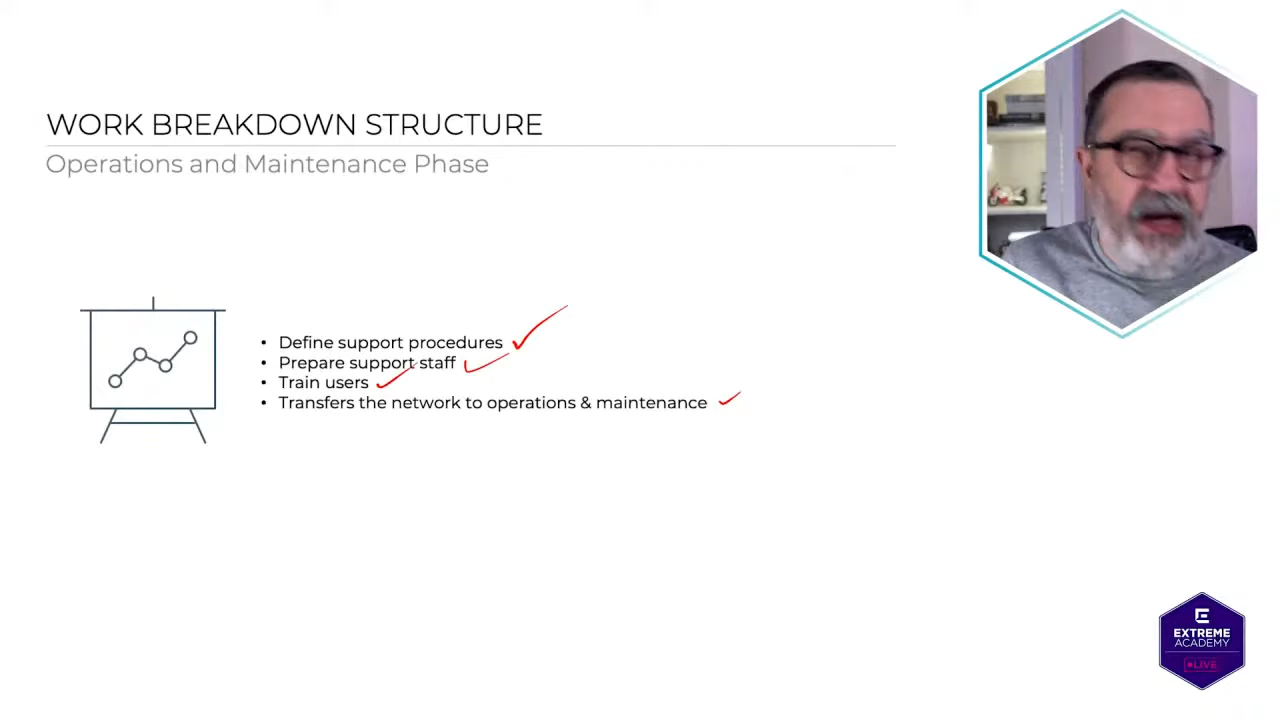 WORK BREAKDOWN STRUCTURE
Operations and Maintenance Phase
• Define support procedures
• Prepare support staff
• Train users
• Transfers the network to operations & maintenance
EXTREME
ACADEMY
LIVE